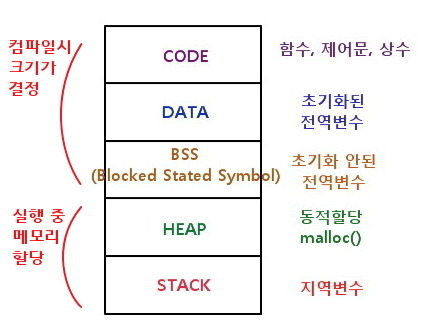 컴파일시
크기가
결정
CODE
함수, 제어문, 상수
DATA
초기화된
전역변수
BSS
(Blocked Stated Symbol)
초기화 안된
전역변수
실행 중
메모리
할당
HEAP
동적할당
malloc()
STACK
지역변수